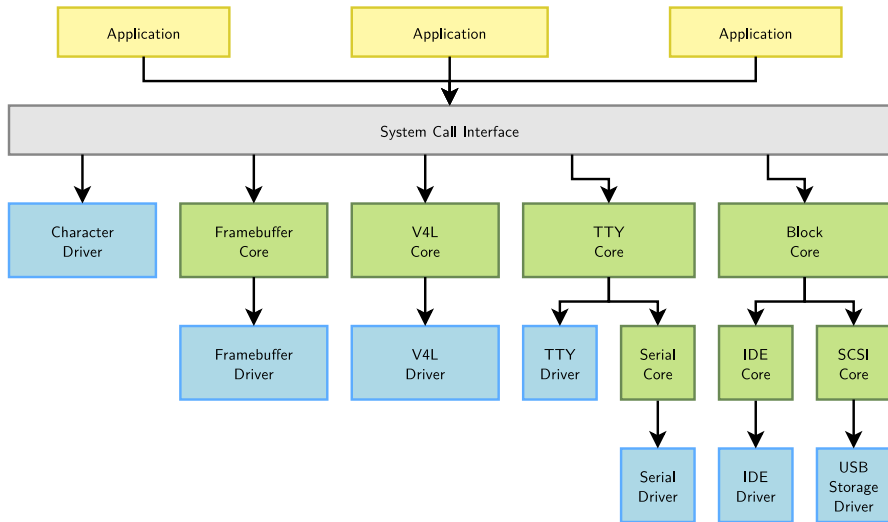 Application
Application
Application
System Call Interface
Character
Driver
Framebuffer
Core
V4L
Core
TTY
Core
Block
Core
Framebuffer
Driver
V4L
Driver
TTY
Driver
Serial
Core
IDE
Core
SCSI
Core
Serial
Driver
IDE
Driver
USB
Storage
Driver